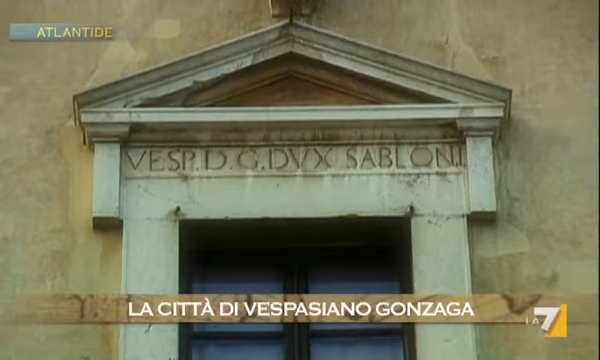 ATLANTIDE
VESP. D. G. DVX SABLON. I.
LA CITTÀ DI VESPASIANO GONZAGA
LA7